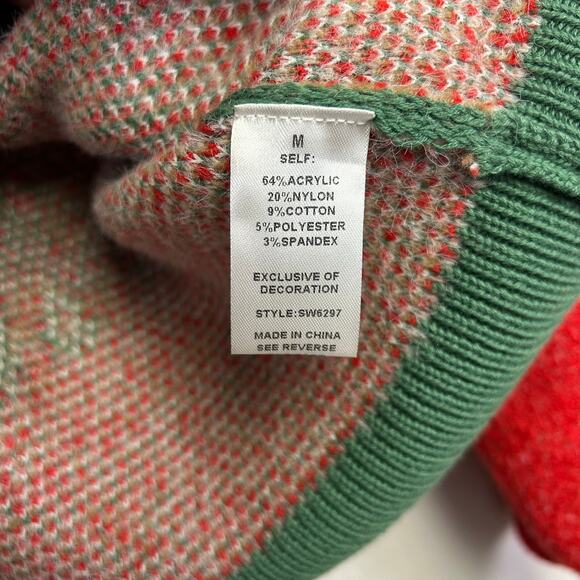 M
SELF:
64%ACRYLIC
20%NYLON
9%COTTON
5%POLYESTER
3%SPANDEX
EXCLUSIVE OF
DECORATION
STYLE:SW6297
MADE IN CHINA
SEE REVERSE